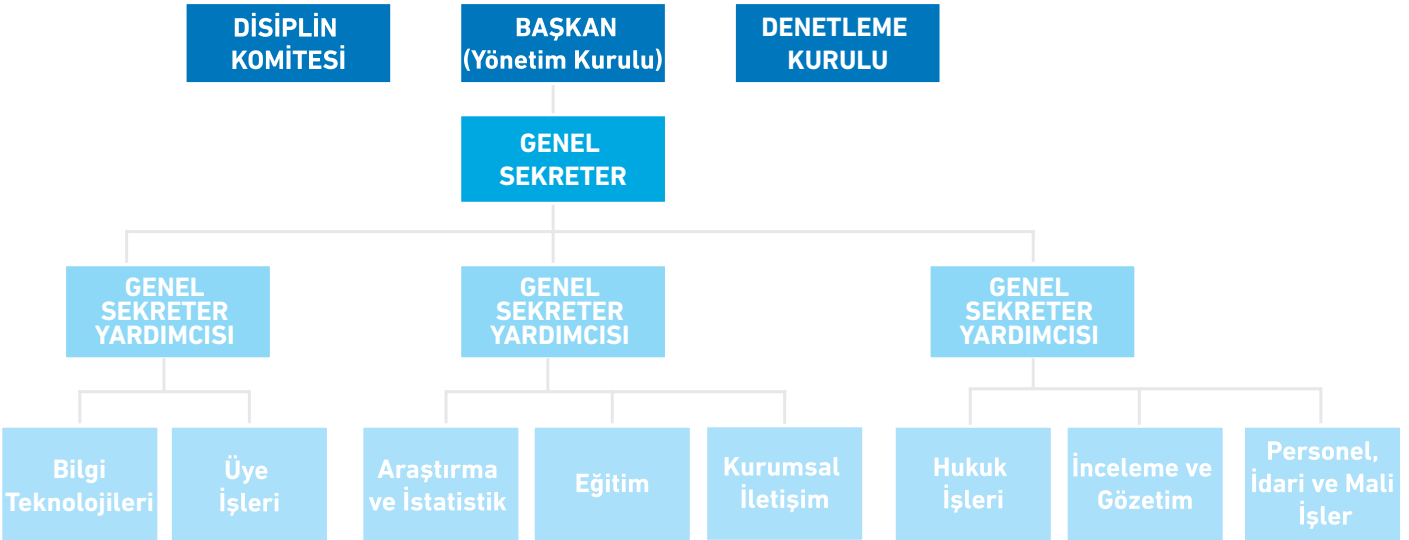 DİSİPLİN
KOMİTESİ
BAŞKAN
(Yönetim Kurulu)
DENETLEME
KURULU
GENEL
SEKRETER
GENEL
SEKRETER
YARDIMCISI
GENEL
SEKRETER
YARDIMCISI
GENEL
SEKRETER
YARDIMCISI
Bilgi
Teknolojileri
Üye
İşleri
Araştırma
ve İstatistik
Eğitim
Kurumsal
İletişim
Hukuk
İşleri
İnceleme ve
Gözetim
Personel,
İdari ve Mali
İşler